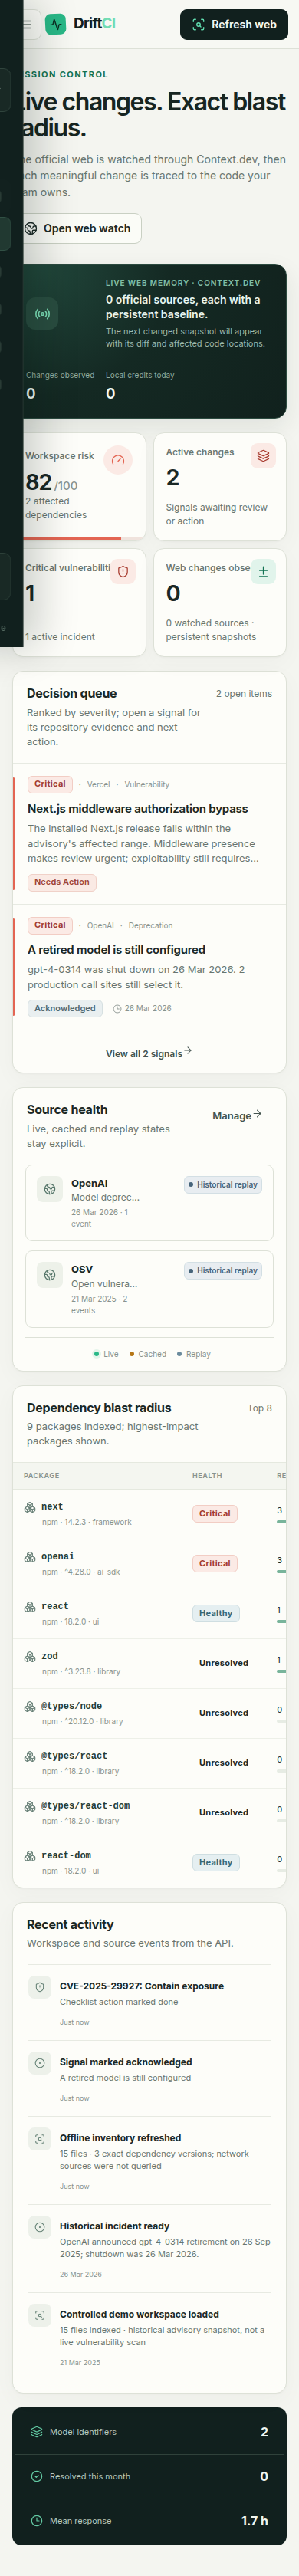 DriftCI
Refresh web
SSION CONTROL
ive changes. Exact blast
adius.
e official web is watched through Context.dev, then
ch meaningful change is traced to the code your
am owns.
Open web watch
LIVE WEB MEMORY · CONTEXT.DEV
0 official sources, each with a
persistent baseline.
The next changed snapshot will appear
with its diff and affected code locations.
Changes observed
0
Local credits today
0
Workspace risk
82 /100
2 affected
dependencies
Active changes
2
Signals awaiting review
or action
Critical vulnerabiliti
1
1 active incident
Web changes obse
0
0 watched sources ·
persistent snapshots
Decision queue
2 open items
Ranked by severity; open a signal for
its repository evidence and next
action.
Critical · Vercel · Vulnerability
Next.js middleware authorization bypass
The installed Next.js release falls within the
advisory's affected range. Middleware presence
makes review urgent; exploitability still requires...
Needs Action
Critical · OpenAI · Deprecation
A retired model is still configured
gpt-4-0314 was shut down on 26 Mar 2026. 2
production call sites still select it.
Acknowledged 26 Mar 2026
View all 2 signals →
Source health
Manage →
Live, cached and replay states
stay explicit.
OpenAI
Model deprec...
26 Mar 2026 · 1
event
Historical replay
OSV
Open vulnera...
21 Mar 2025 · 2
events
Historical replay
Live Cached Replay
Dependency blast radius
Top 8
9 packages indexed; highest-impact
packages shown.
PACKAGE HEALTH RE
next
npm · 14.2.3 · framework
Critical
3
openai
npm · ^4.28.0 · ai_sdk
Critical
3
react
npm · 18.2.0 · ui
Healthy
1
zod
npm · ^3.23.8 · library
Unresolved
1
@types/node
npm · ^20.12.0 · library
Unresolved
0
@types/react
npm · ^18.2.0 · library
Unresolved
0
@types/react-dom
npm · ^18.2.0 · library
Unresolved
0
react-dom
npm · 18.2.0 · ui
Healthy
0
Recent activity
Workspace and source events from the API.
CVE-2025-29927: Contain exposure
Checklist action marked done
Just now
Signal marked acknowledged
A retired model is still configured
Just now
Offline inventory refreshed
15 files · 3 exact dependency versions; network
sources were not queried
Just now
Historical incident ready
OpenAI announced gpt-4-0314 retirement on 26 Sep
2025; shutdown was 26 Mar 2026.
26 Mar 2026
Controlled demo workspace loaded
15 files indexed · historical advisory snapshot, not a
live vulnerability scan
21 Mar 2025
Model identifiers 2
Resolved this month 0
Mean response 1.7 h